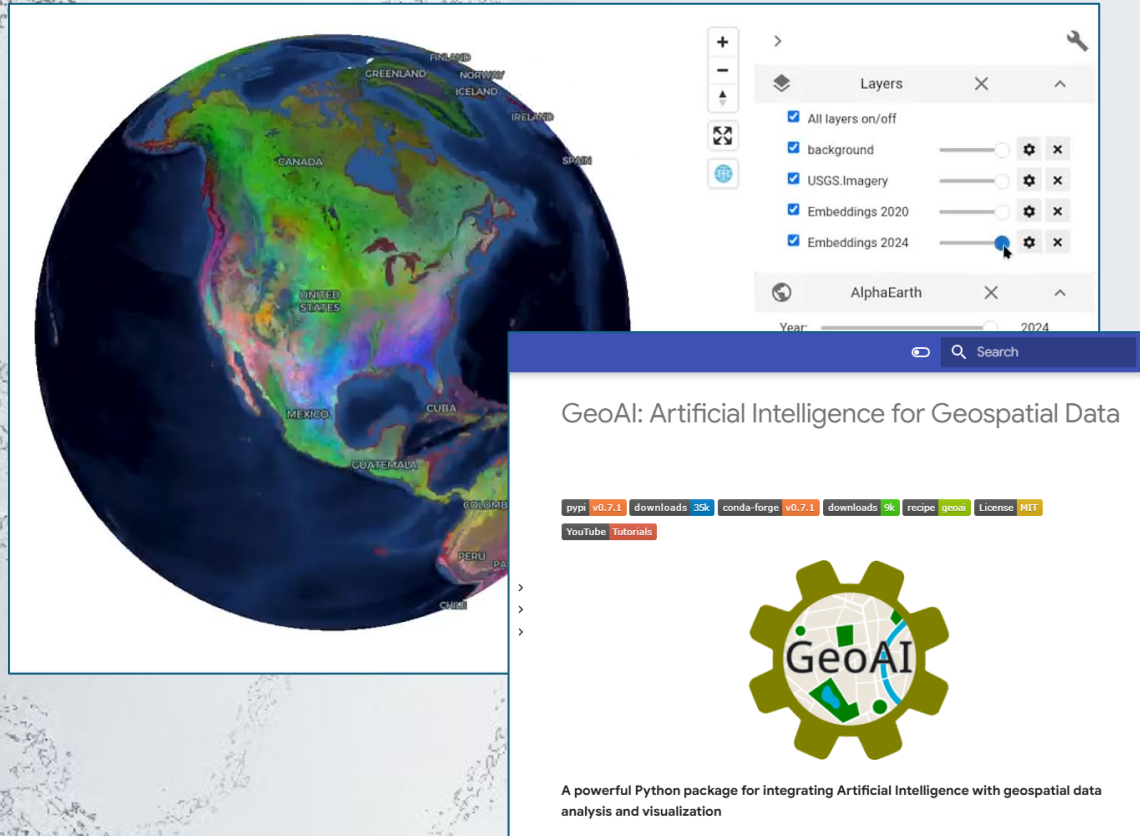 FINLAND
GREENLAND
NORWAY
ICELAND
IRELAND
SPAIN
CANADA
UNITED
STATES
MEXICO
CUBA
GUATEMALA
COLOMB
PERU
PA
CHILE
Layers
All layers on/off
background
USGS.Imagery
Embeddings 2020
Embeddings 2024
AlphaEarth
Year: 2024
Search
GeoAI: Artificial Intelligence for Geospatial Data
pypi v0.7.1 downloads 35k conda-forge v0.7.1 downloads 9k recipe geoai License MIT
YouTube Tutorials
GeoAI
A powerful Python package for integrating Artificial Intelligence with geospatial data
analysis and visualization